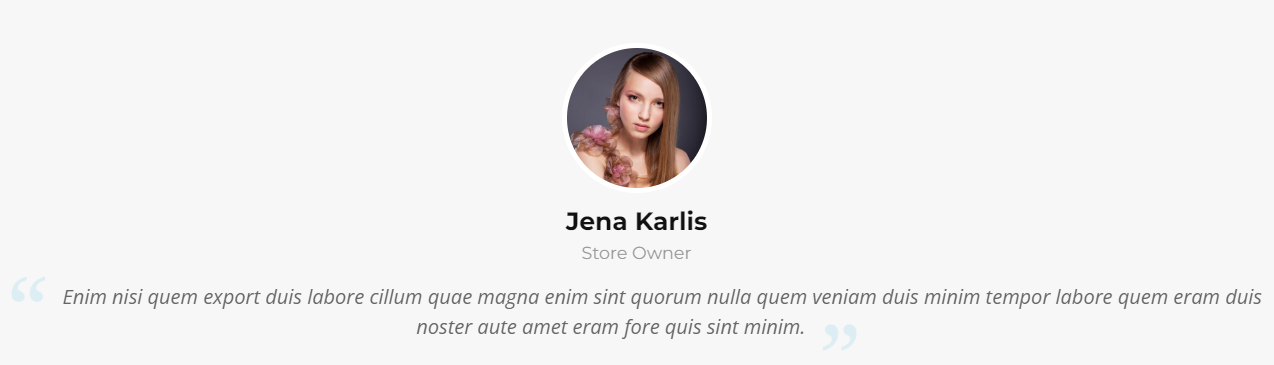 Jena Karlis
Store Owner
“ Enim nisi quem export duis labore cillum quae magna enim sint quorum nulla quem veniam duis minim tempor labore quem eram duis
noster aute amet eram fore quis sint minim. ”